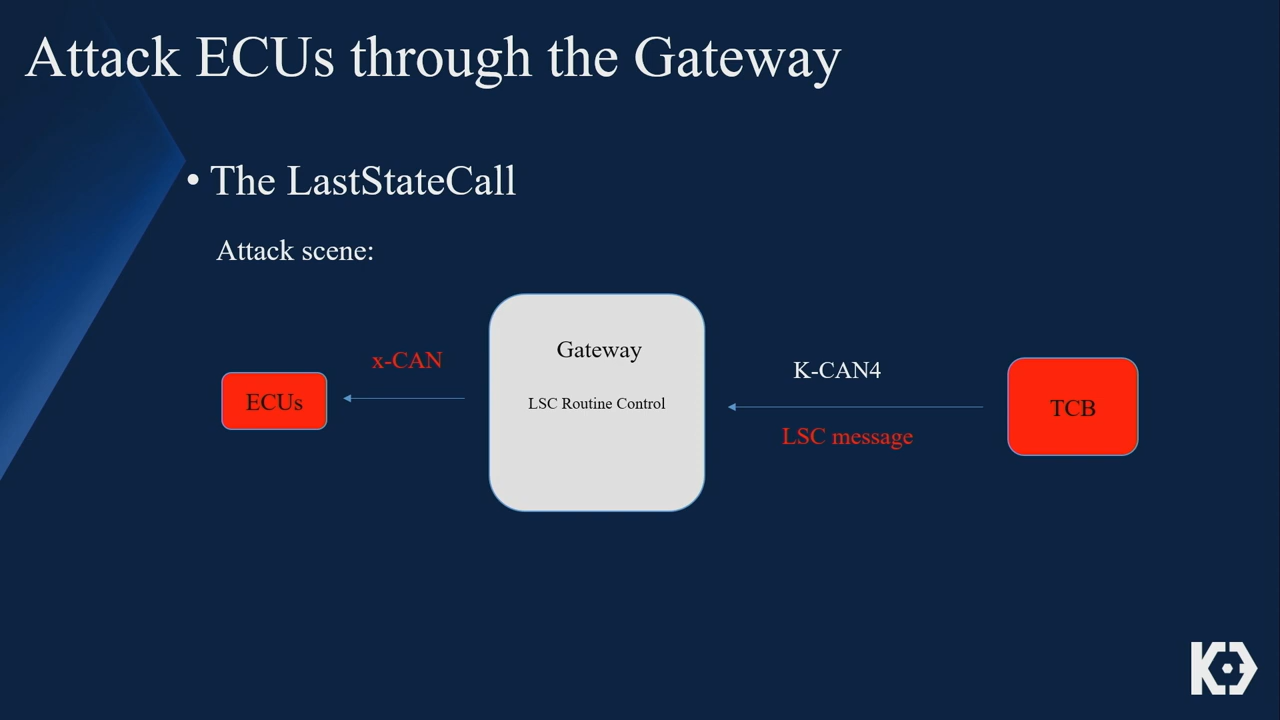 Attack ECUs through the Gateway
• The LastStateCall
Attack scene:
Gateway
x-CAN
K-CAN4
ECUs
LSC Routine Control
TCB
LSC message